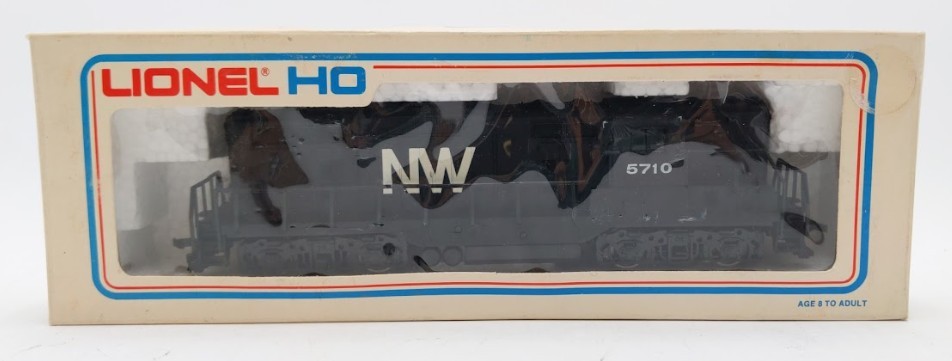 LIONEL® HO
NW
5710
AGE 8 TO ADULT